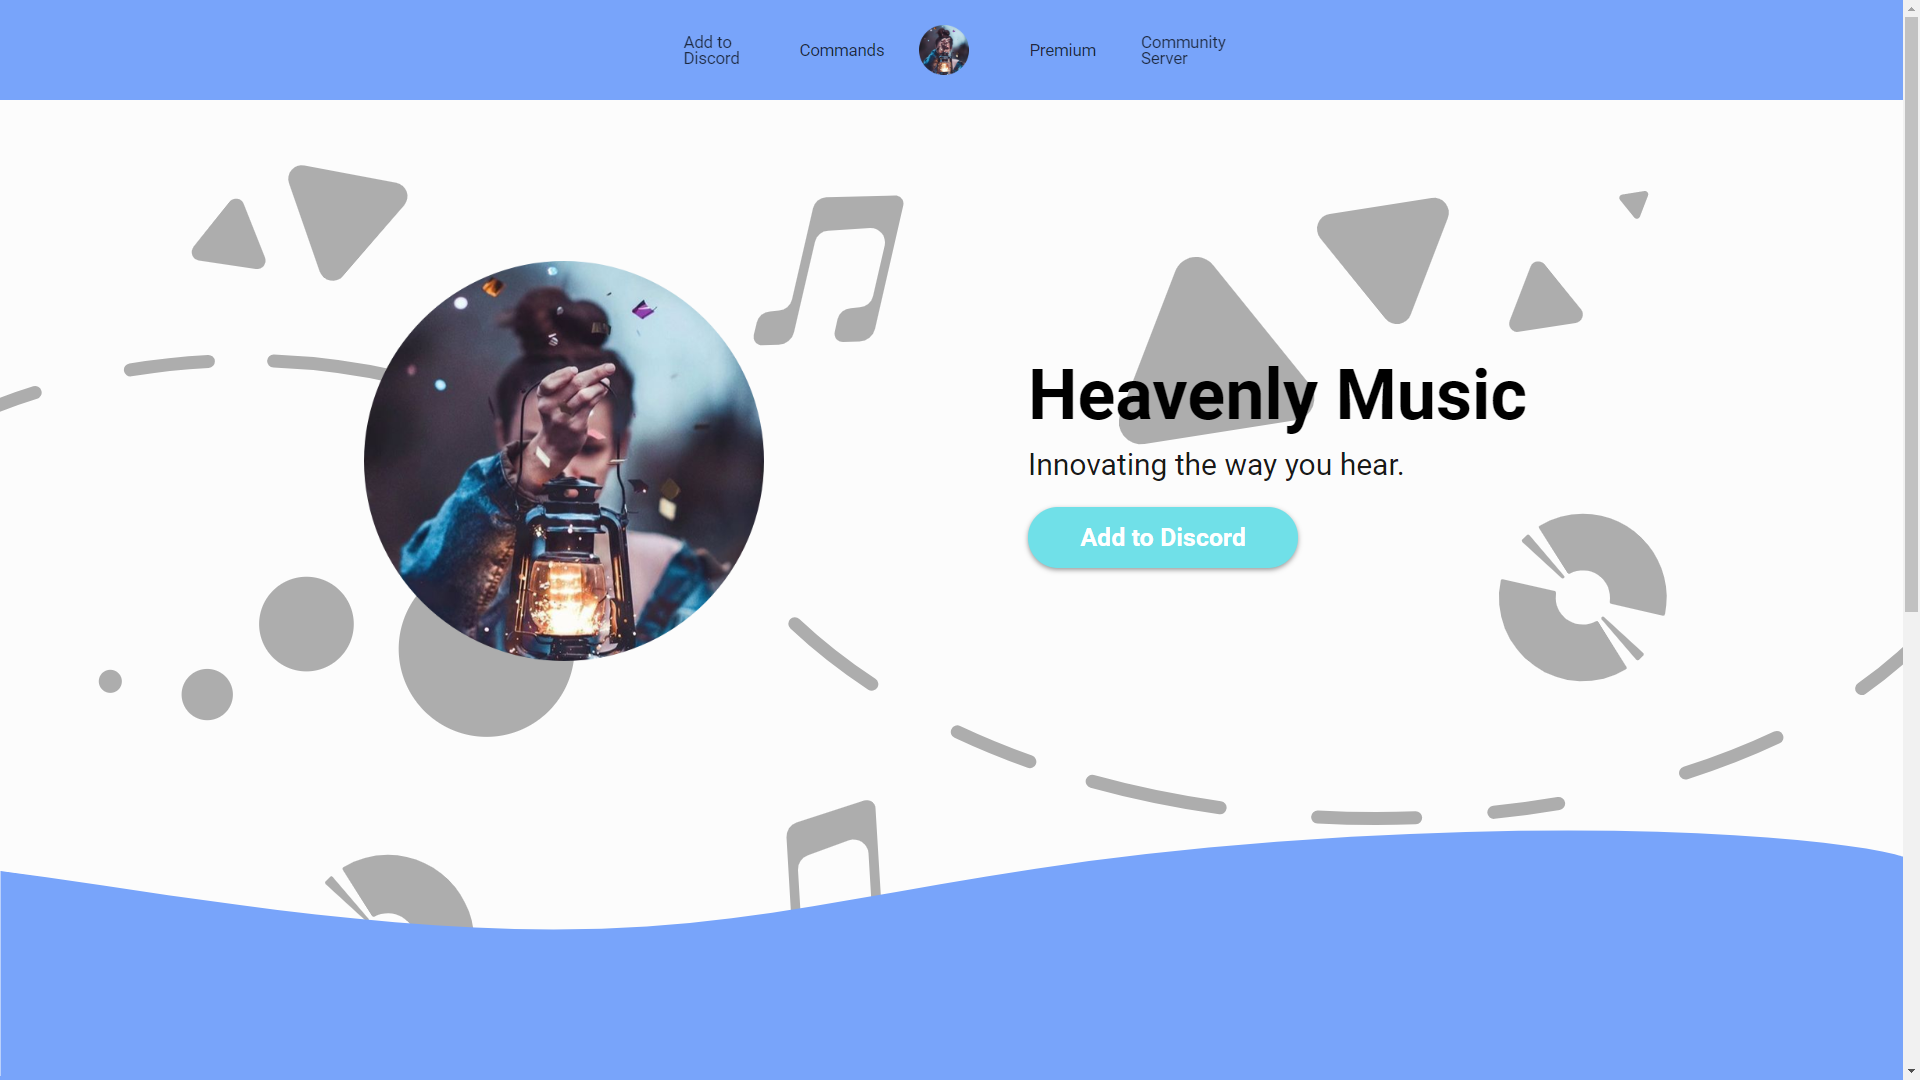 Add to
Discord
Commands
Premium
Community
Server
Heavenly Music
Innovating the way you hear.
Add to Discord